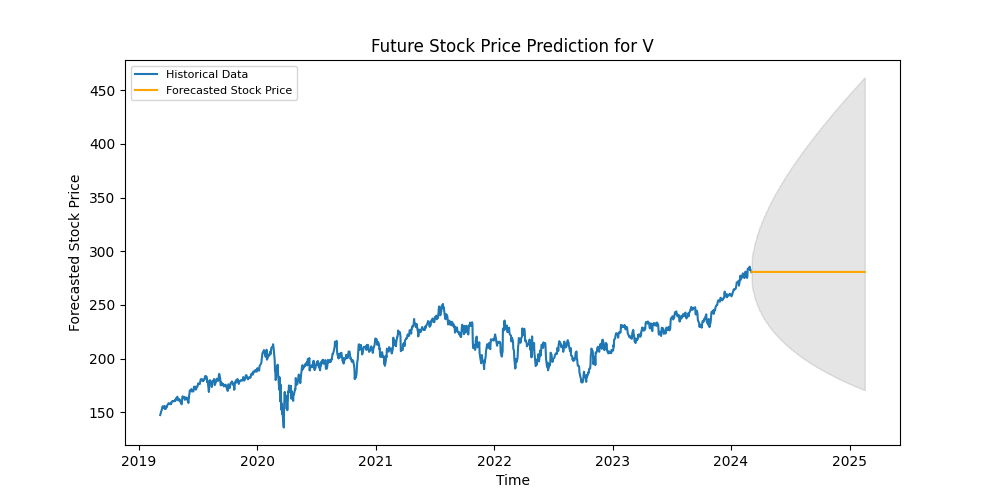 Future Stock Price Prediction for V
Historical Data
Forecasted Stock Price
450
400
350
300
250
200
150
Forecasted Stock Price
2019
2020
2021
2022
2023
2024
2025
Time